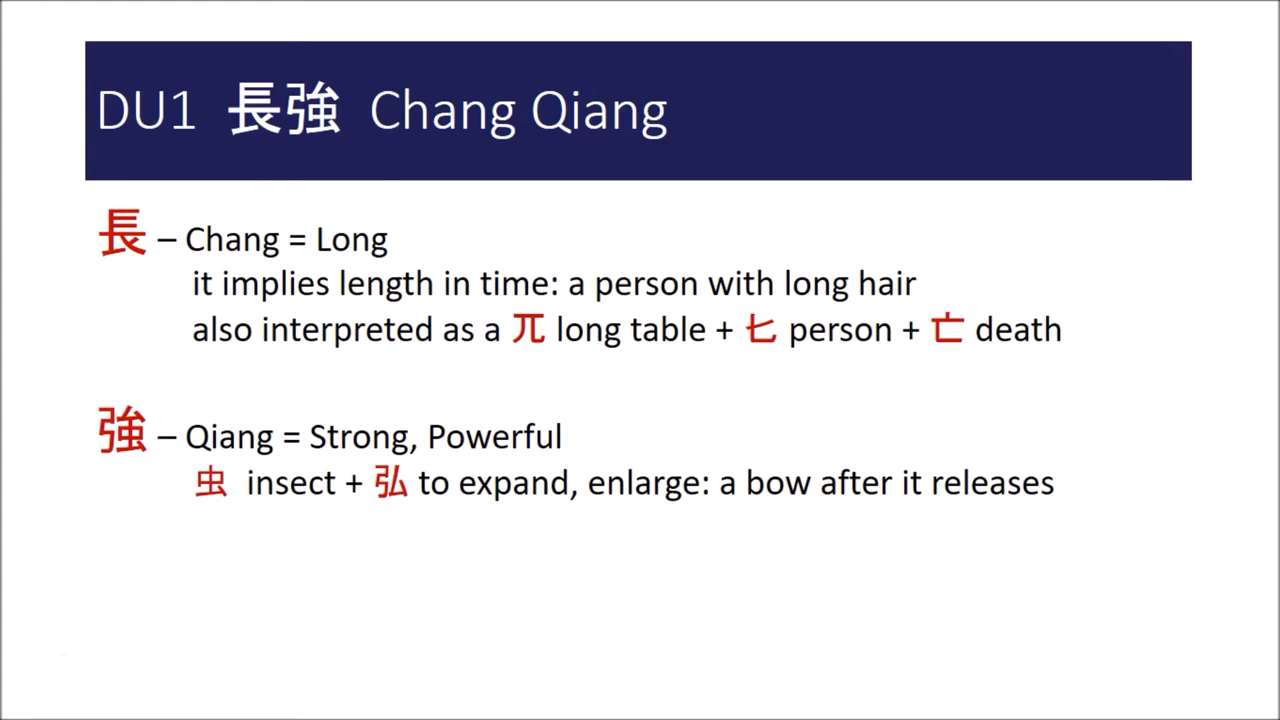 DU1 長強 Chang Qiang
長 – Chang = Long
it implies length in time: a person with long hair
also interpreted as a 兀 long table + 匕 person + 亡 death
強 – Qiang = Strong, Powerful
虫 insect + 弘 to expand, enlarge: a bow after it releases